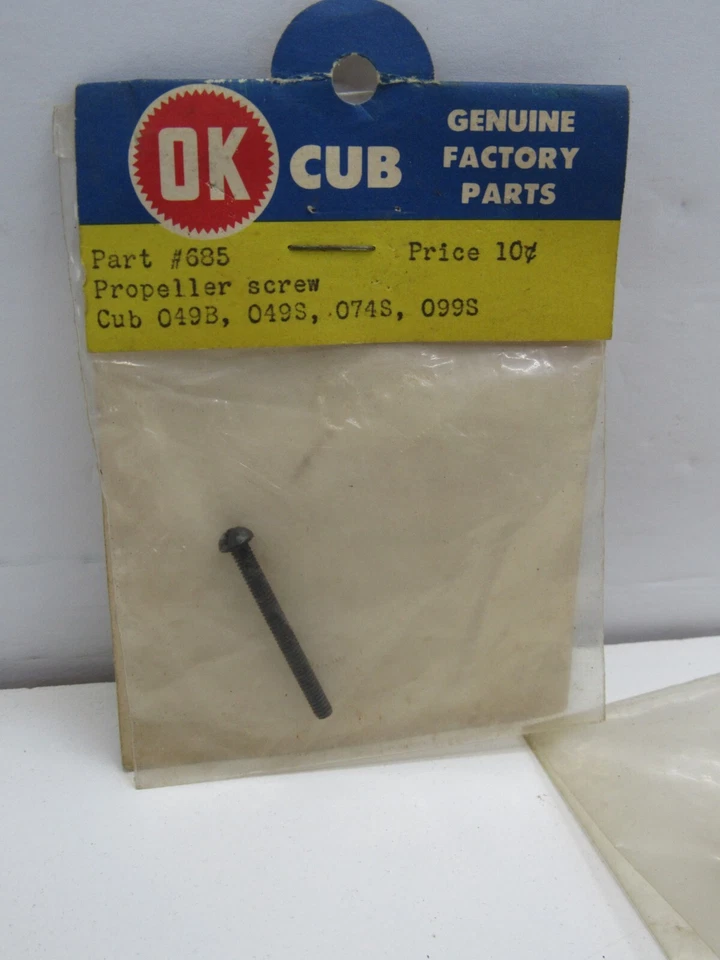 OK CUB
GENUINE
FACTORY
PARTS
Part #685 Price 10¢
Propeller screw
Cub 049B, 049S, 074S, 099S